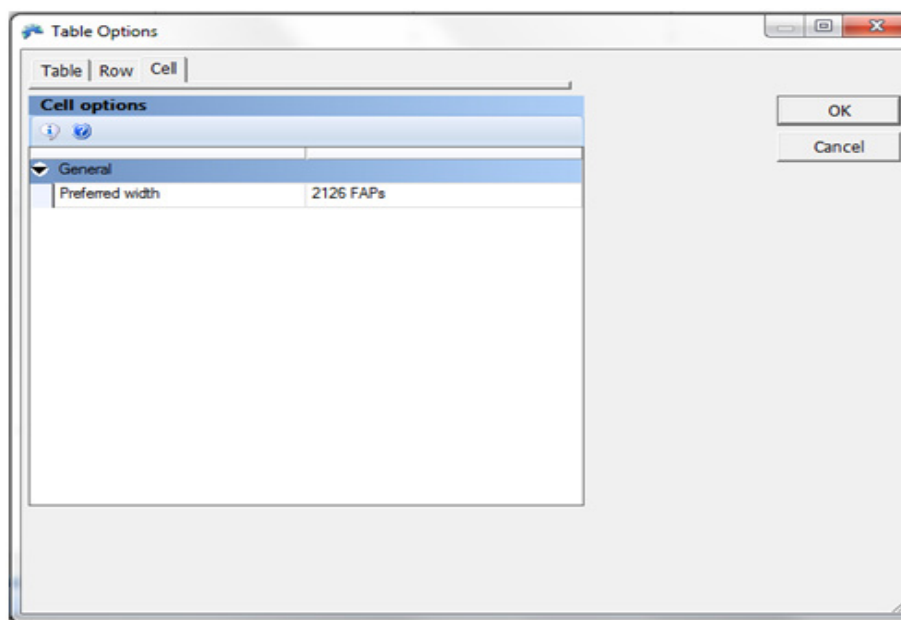 Table Options
Table Row Cell
Cell options
OK
Cancel
General
Preferred width 2126 FAPs